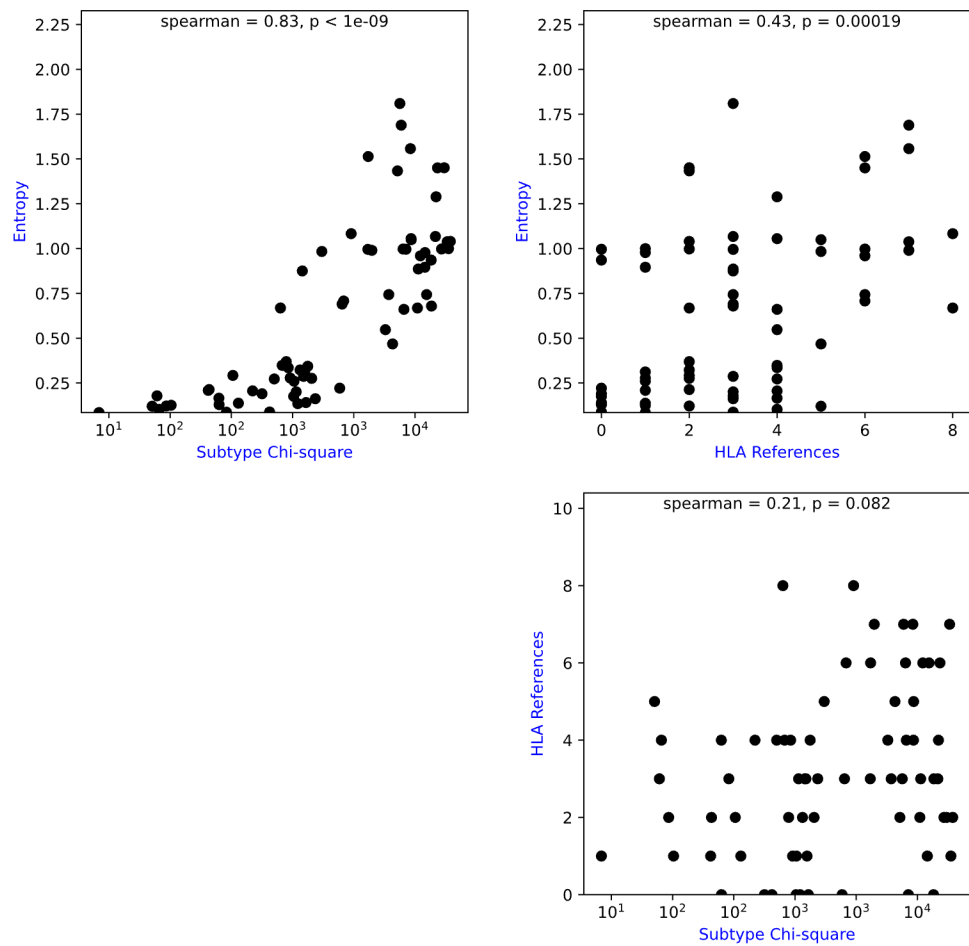 spearman = 0.83, p < 1e-09
2.25
2.00
1.75
1.50
1.25
1.00
0.75
0.50
0.25
Entropy
10¹ 10² 10² 10³ 10³ 10⁴
Subtype Chi-square
spearman = 0.43, p = 0.00019
2.25
2.00
1.75
1.50
1.25
1.00
0.75
0.50
0.25
Entropy
0 2 4 6 8
HLA References
spearman = 0.21, p = 0.082
10
8
6
4
2
0
HLA References
10¹ 10² 10² 10³ 10³ 10⁴
Subtype Chi-square